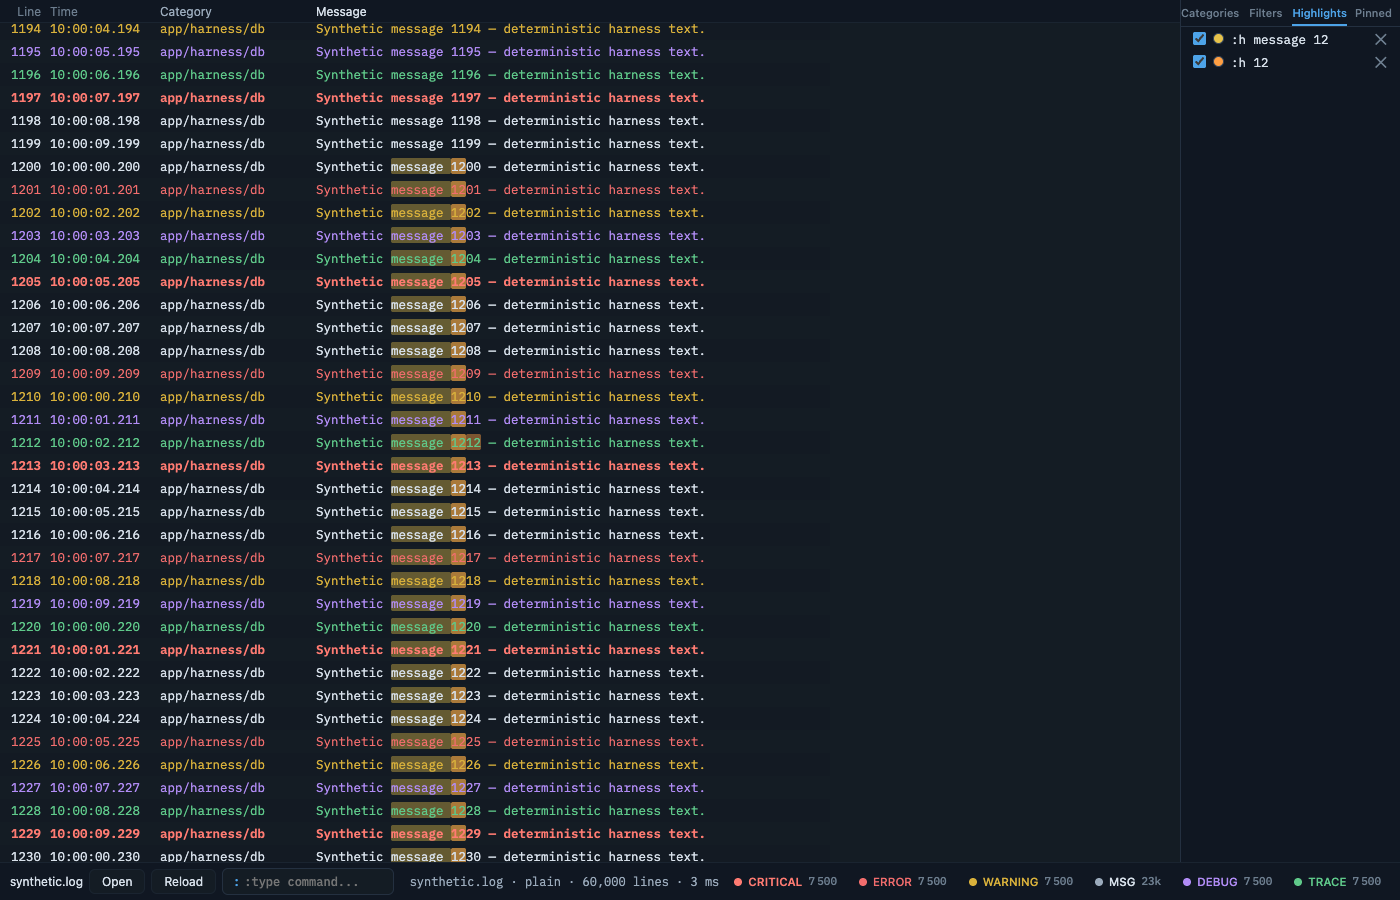 Line Time Category Message
1194 10:00:04.194 app/harness/db Synthetic message 1194 — deterministic harness text.
1195 10:00:05.195 app/harness/db Synthetic message 1195 — deterministic harness text.
1196 10:00:06.196 app/harness/db Synthetic message 1196 — deterministic harness text.
1197 10:00:07.197 app/harness/db Synthetic message 1197 — deterministic harness text.
1198 10:00:08.198 app/harness/db Synthetic message 1198 — deterministic harness text.
1199 10:00:09.199 app/harness/db Synthetic message 1199 — deterministic harness text.
1200 10:00:00.200 app/harness/db Synthetic message 1200 — deterministic harness text.
1201 10:00:01.201 app/harness/db Synthetic message 1201 — deterministic harness text.
1202 10:00:02.202 app/harness/db Synthetic message 1202 — deterministic harness text.
1203 10:00:03.203 app/harness/db Synthetic message 1203 — deterministic harness text.
1204 10:00:04.204 app/harness/db Synthetic message 1204 — deterministic harness text.
1205 10:00:05.205 app/harness/db Synthetic message 1205 — deterministic harness text.
1206 10:00:06.206 app/harness/db Synthetic message 1206 — deterministic harness text.
1207 10:00:07.207 app/harness/db Synthetic message 1207 — deterministic harness text.
1208 10:00:08.208 app/harness/db Synthetic message 1208 — deterministic harness text.
1209 10:00:09.209 app/harness/db Synthetic message 1209 — deterministic harness text.
1210 10:00:00.210 app/harness/db Synthetic message 1210 — deterministic harness text.
1211 10:00:01.211 app/harness/db Synthetic message 1211 — deterministic harness text.
1212 10:00:02.212 app/harness/db Synthetic message 1212 — deterministic harness text.
1213 10:00:03.213 app/harness/db Synthetic message 1213 — deterministic harness text.
1214 10:00:04.214 app/harness/db Synthetic message 1214 — deterministic harness text.
1215 10:00:05.215 app/harness/db Synthetic message 1215 — deterministic harness text.
1216 10:00:06.216 app/harness/db Synthetic message 1216 — deterministic harness text.
1217 10:00:07.217 app/harness/db Synthetic message 1217 — deterministic harness text.
1218 10:00:08.218 app/harness/db Synthetic message 1218 — deterministic harness text.
1219 10:00:09.219 app/harness/db Synthetic message 1219 — deterministic harness text.
1220 10:00:00.220 app/harness/db Synthetic message 1220 — deterministic harness text.
1221 10:00:01.221 app/harness/db Synthetic message 1221 — deterministic harness text.
1222 10:00:02.222 app/harness/db Synthetic message 1222 — deterministic harness text.
1223 10:00:03.223 app/harness/db Synthetic message 1223 — deterministic harness text.
1224 10:00:04.224 app/harness/db Synthetic message 1224 — deterministic harness text.
1225 10:00:05.225 app/harness/db Synthetic message 1225 — deterministic harness text.
1226 10:00:06.226 app/harness/db Synthetic message 1226 — deterministic harness text.
1227 10:00:07.227 app/harness/db Synthetic message 1227 — deterministic harness text.
1228 10:00:08.228 app/harness/db Synthetic message 1228 — deterministic harness text.
1229 10:00:09.229 app/harness/db Synthetic message 1229 — deterministic harness text.
1230 10:00:00.230 app/harness/db Synthetic message 1230 — deterministic harness text.
Categories Filters Highlights Pinned
:h message 12
:h 12
synthetic.log Open Reload : :type command... synthetic.log · plain · 60,000 lines · 3 ms CRITICAL 7500 ERROR 7500 WARNING 7500 MSG 23k DEBUG 7500 TRACE 7500